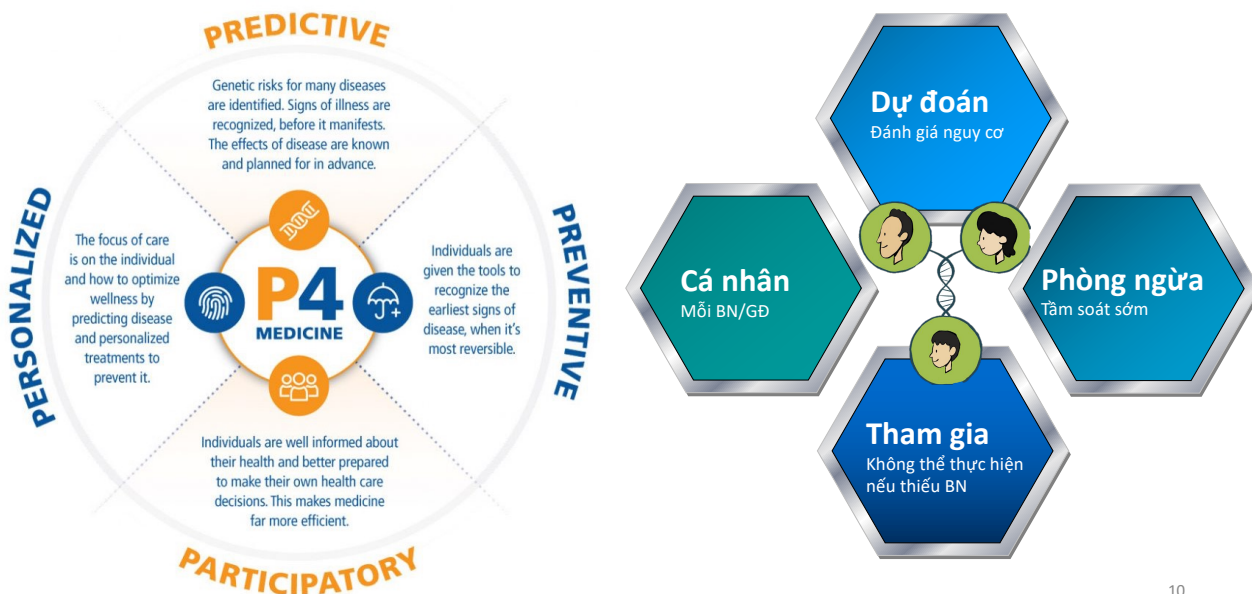 PREDICTIVE
Genetic risks for many diseases
are identified. Signs of illness are
recognized, before it manifests.
The effects of disease are known
and planned for in advance.
PERSONALIZED
The focus of care
is on the individual
and how to optimize
wellness by
predicting disease
and personalized
treatments to
prevent it.
P4
MEDICINE
Individuals are
given the tools to
recognize the
earliest signs of
disease, when it's
most reversible.
PREVENTIVE
Individuals are well informed about
their health and better prepared
to make their own health care
decisions. This makes medicine
far more efficient.
PARTICIPATORY
Dự đoán
Đánh giá nguy cơ
Cá nhân
Mỗi BN/GĐ
Phòng ngừa
Tầm soát sớm
Tham gia
Không thể thực hiện
nếu thiếu BN
10